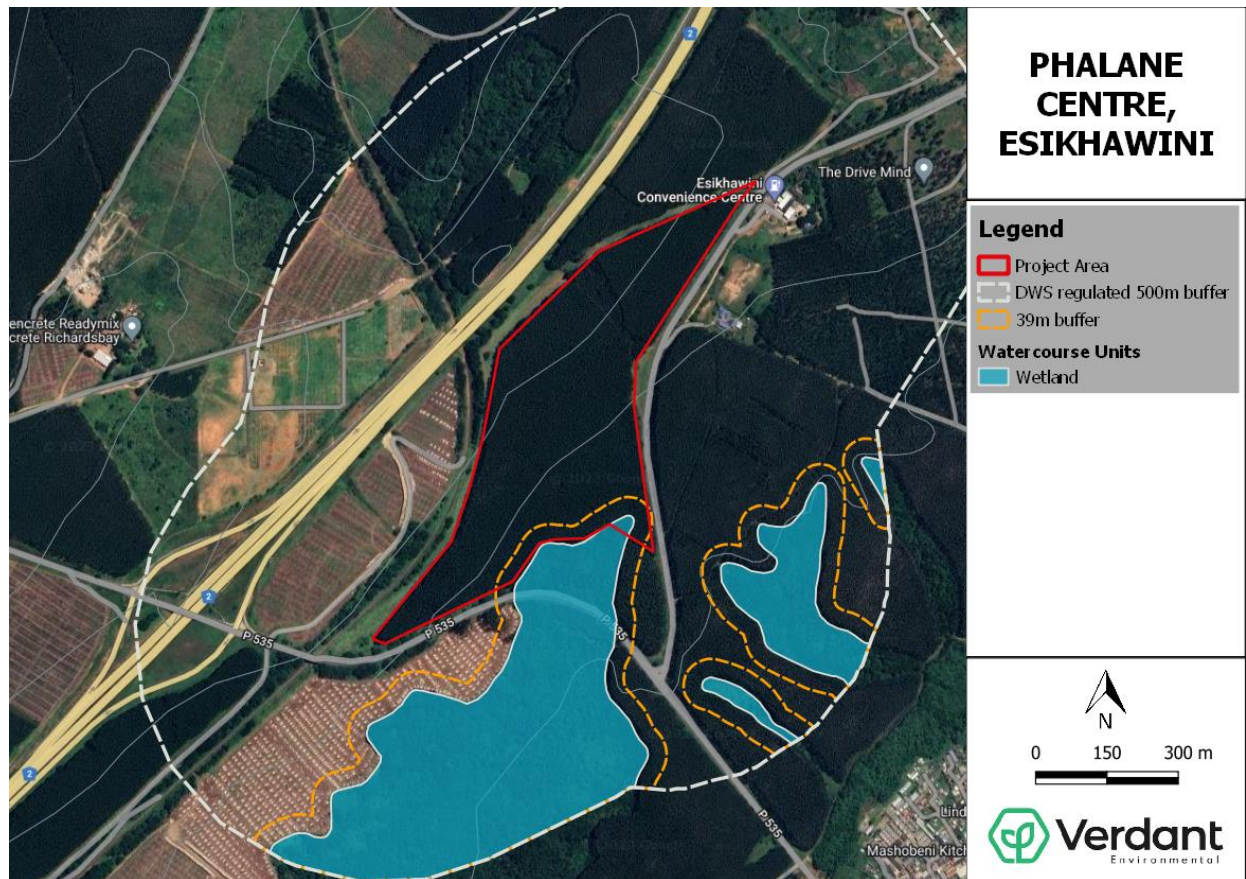 2
Esikhawini
Convenience Centre
The Drive Mind
encrete Readymix
crete Richardsbay
2
P 535
P 535
P 535
P 535
2
Lind
Mashobeni Kitch
PHALANE
CENTRE,
ESIKHAWINI
Legend
Project Area
DWS regulated 500m buffer
39m buffer
Watercourse Units
Wetland
N
0 150 300 m
Verdant
Environmental